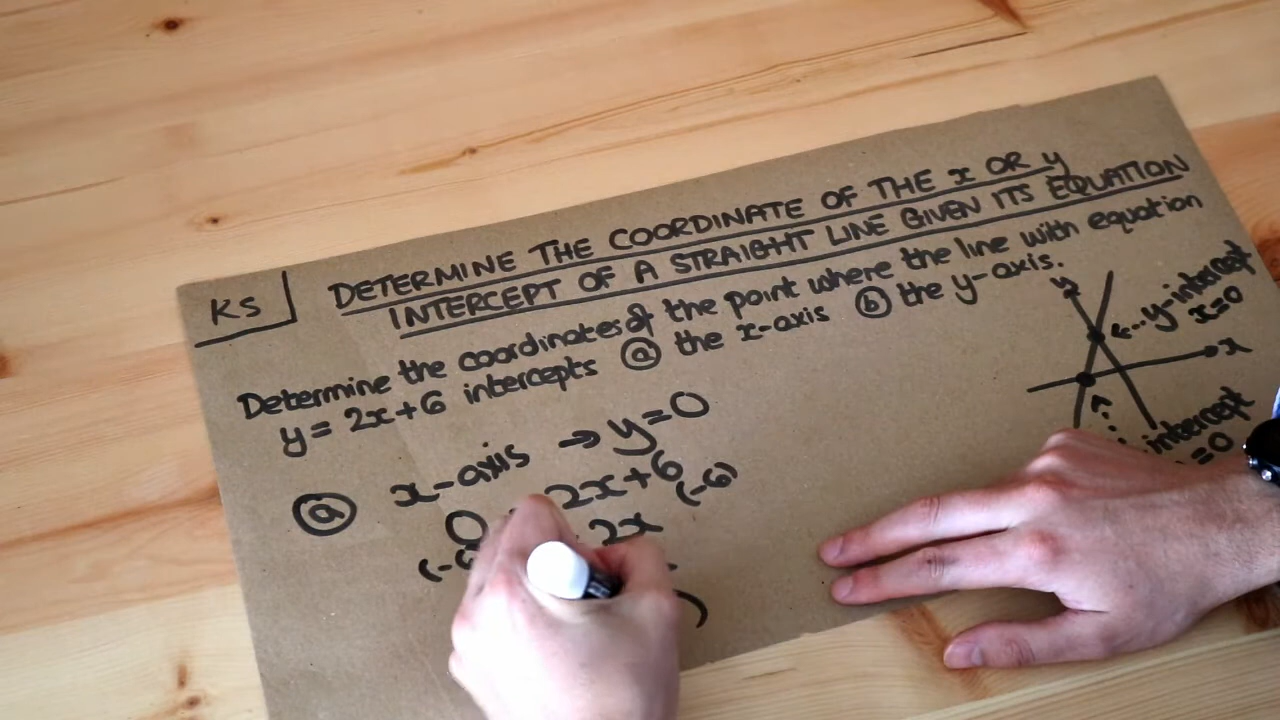 KS
DETERMINE THE COORDINATE OF THE x OR y
INTERCEPT OF A STRAIGHT LINE GIVEN ITS EQUATION
Determine the coordinates of the point where the line with equation
y = 2x+6 intercepts ⓐ the x-axis ⓑ the y-axis.
y
←-- y-intercept
x=0
x
intercept
=0
ⓐ x-axis → y=0
0 2x+6
(-6 (-6)
2x
)